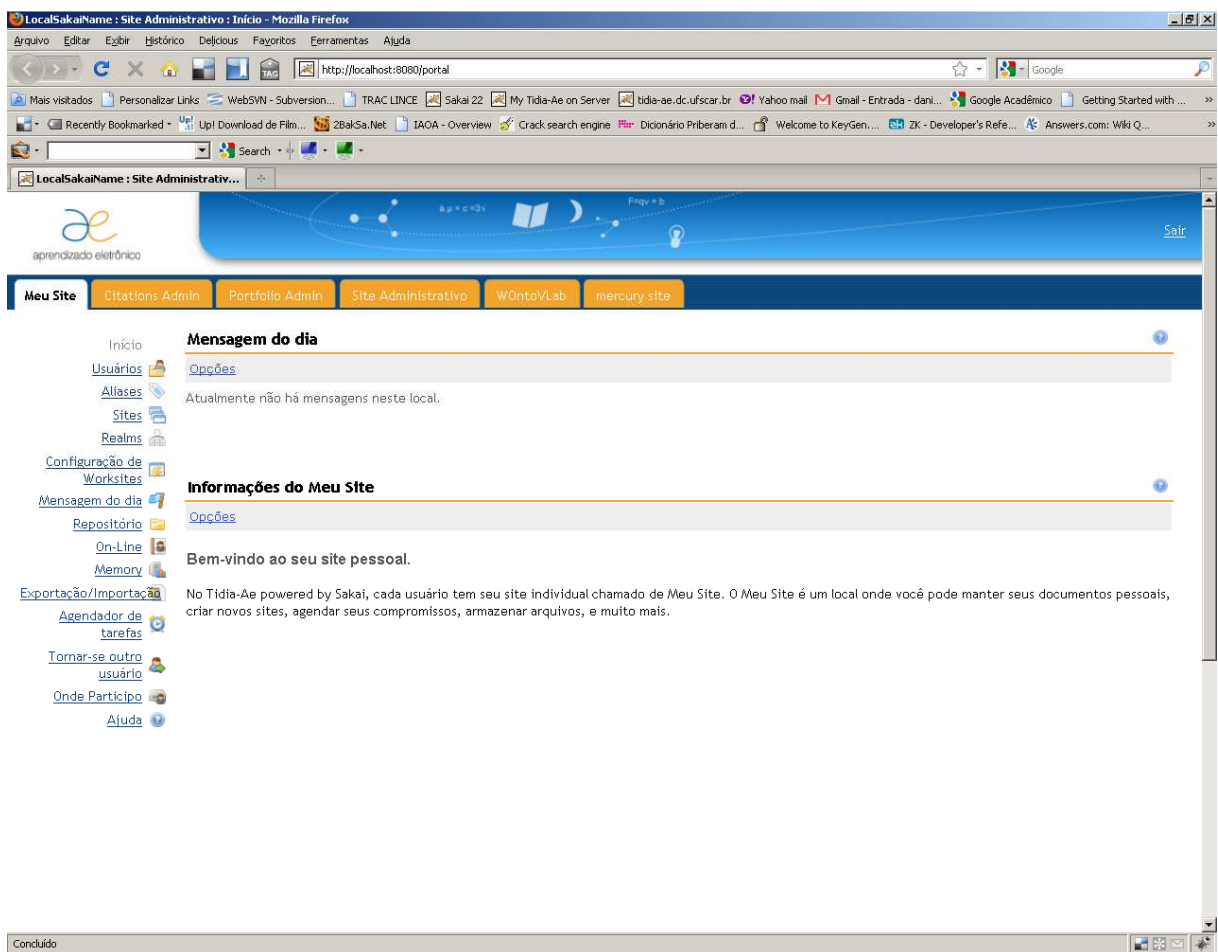 LocalSakaiName : Site Administrativo : Início - Mozilla Firefox
Arquivo Editar Exibir Histórico Delicious Favoritos Ferramentas Ajuda
TAG http://localhost:8080/portal Google
Mais visitados Personalizar Links WebSVN - Subversion... TRAC LINCE Sakai 22 My Tidia-Ae on Server tidia-ae.dc.ufscar.br Yahoo mail Gmail - Entrada - dani... Google Acadêmico Getting Started with ... »
Recently Bookmarked Up! Download de Film... 2BakSa.Net IAOA - Overview Crack search engine Dicionário Priberam d... Welcome to KeyGen.... ZK - Developer's Refe... Answers.com: Wiki Q... »
Search
LocalSakaiName : Site Administrativ...
aprendizado eletrônico
Sair
Meu Site Citations Admin Portfolio Admin Site Administrativo WOntoVLab mercury site
Início
Usuários
Aliases
Sites
Realms
Configuração de
Worksites
Mensagem do dia
Repositório
On-Line
Memory
Exportação/Importação
Agendador de
tarefas
Tornar-se outro
usuário
Onde Participo
Ajuda
Mensagem do dia
Opções
Atualmente não há mensagens neste local.
Informações do Meu Site
Opções
Bem-vindo ao seu site pessoal.
No Tidia-Ae powered by Sakai, cada usuário tem seu site individual chamado de Meu Site. O Meu Site é um local onde você pode manter seus documentos pessoais,
criar novos sites, agendar seus compromissos, armazenar arquivos, e muito mais.
Concluído